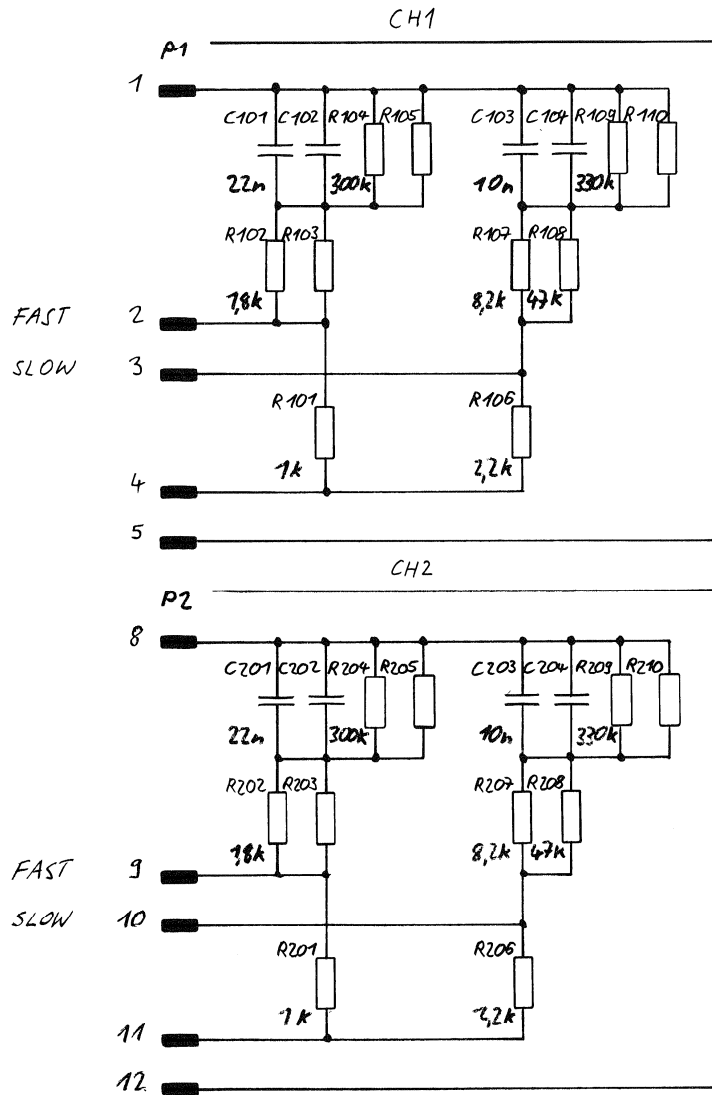 CH1
P1
1
C101 C102 R104 R105 C103 C104 R109 R110
22n 300k 10n 330k
R102 R103 R107 R108
1,8k 8,2k 47k
FAST 2
SLOW 3
R101 R106
1k 2,2k
4
5
CH2
P2
8
C201 C202 R204 R205 C203 C204 R209 R210
22n 300k 10n 330k
R202 R203 R207 R208
1,8k 8,2k 47k
FAST 9
SLOW 10
R201 R206
1k 2,2k
11
12